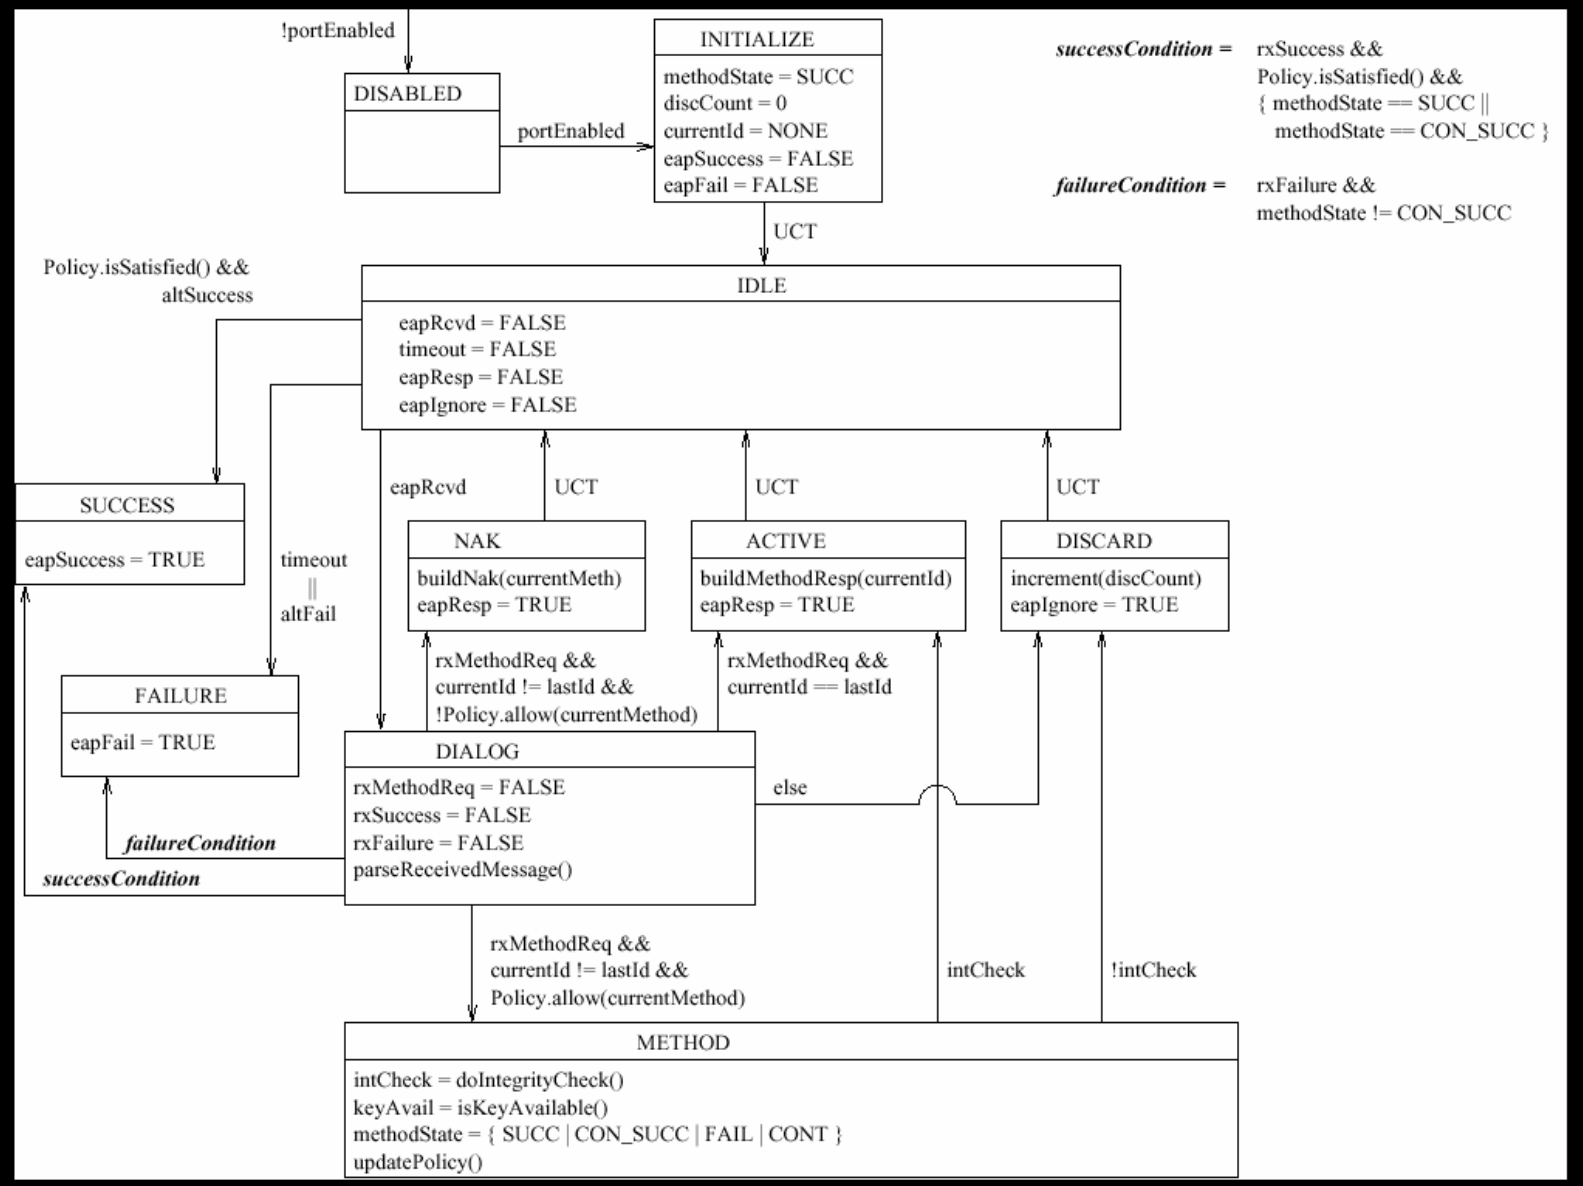 !portEnabled
DISABLED
portEnabled
INITIALIZE
methodState = SUCC
discCount = 0
currentId = NONE
eapSuccess = FALSE
eapFail = FALSE
UCT
successCondition = rxSuccess &&
Policy.isSatisfied() &&
{ methodState == SUCC ||
methodState == CON_SUCC }
failureCondition = rxFailure &&
methodState != CON_SUCC
Policy.isSatisfied() &&
altSuccess
IDLE
eapRcvd = FALSE
timeout = FALSE
eapResp = FALSE
eapIgnore = FALSE
SUCCESS
eapSuccess = TRUE
timeout
||
altFail
eapRcvd
UCT
UCT
UCT
NAK
buildNak(currentMeth)
eapResp = TRUE
ACTIVE
buildMethodResp(currentId)
eapResp = TRUE
DISCARD
increment(discCount)
eapIgnore = TRUE
rxMethodReq &&
currentId != lastId &&
!Policy.allow(currentMethod)
rxMethodReq &&
currentId == lastId
FAILURE
eapFail = TRUE
DIALOG
rxMethodReq = FALSE
rxSuccess = FALSE
rxFailure = FALSE
parseReceivedMessage()
else
failureCondition
successCondition
rxMethodReq &&
currentId != lastId &&
Policy.allow(currentMethod)
intCheck
!intCheck
METHOD
intCheck = doIntegrityCheck()
keyAvail = isKeyAvailable()
methodState = { SUCC | CON_SUCC | FAIL | CONT }
updatePolicy()